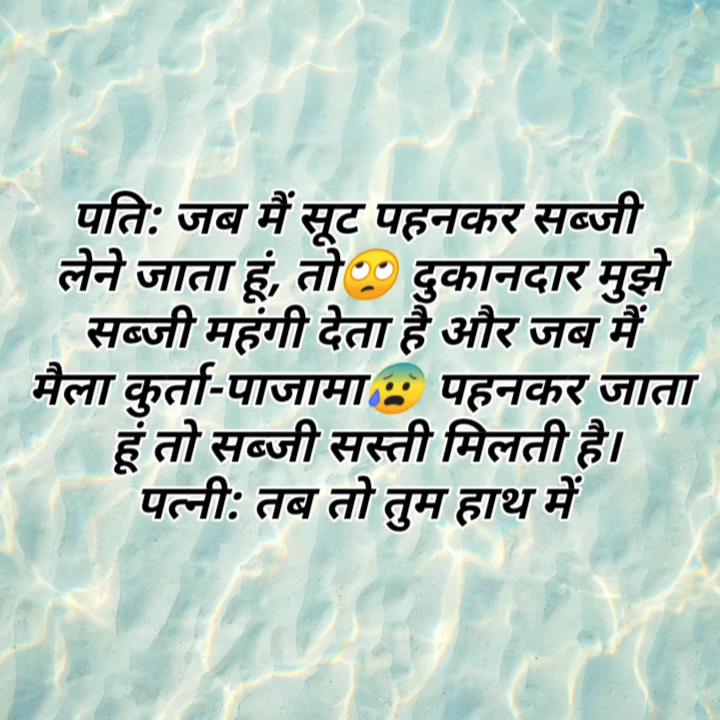 पति: जब मैं सूट पहनकर सब्जी
लेने जाता हूं, तो🙄 दुकानदार मुझे
सब्जी महंगी देता है और जब मैं
मैला कुर्ता-पाजामा😰 पहनकर जाता
हूं तो सब्जी सस्ती मिलती है।
पत्नी: तब तो तुम हाथ में